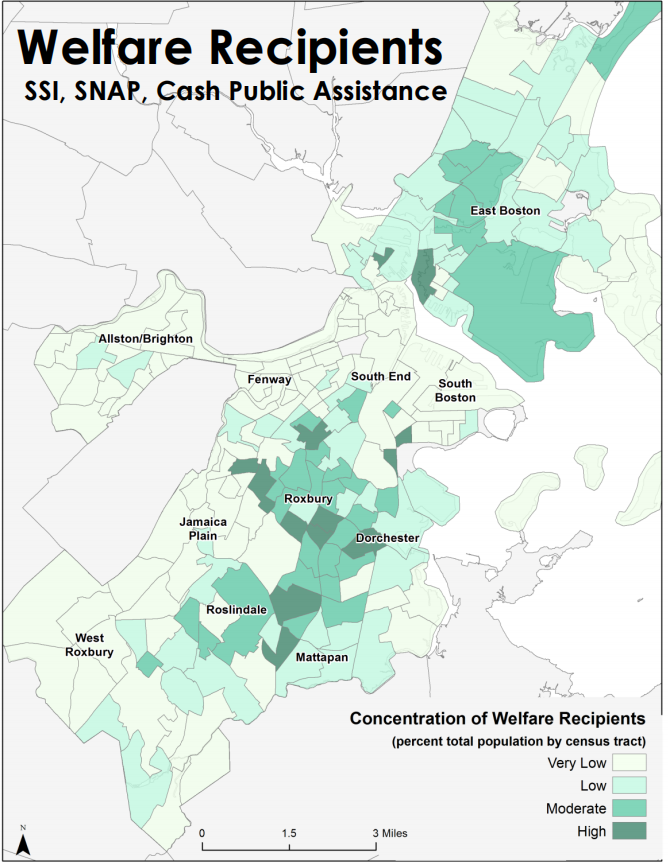 Welfare Recipients
SSI, SNAP, Cash Public Assistance
East Boston
Allston/Brighton
Fenway
South End
South
Boston
Roxbury
Jamaica
Plain
Dorchester
Roslindale
West
Roxbury
Mattapan
Concentration of Welfare Recipients
(percent total population by census tract)
Very Low
Low
Moderate
High
N
0 1.5 3 Miles